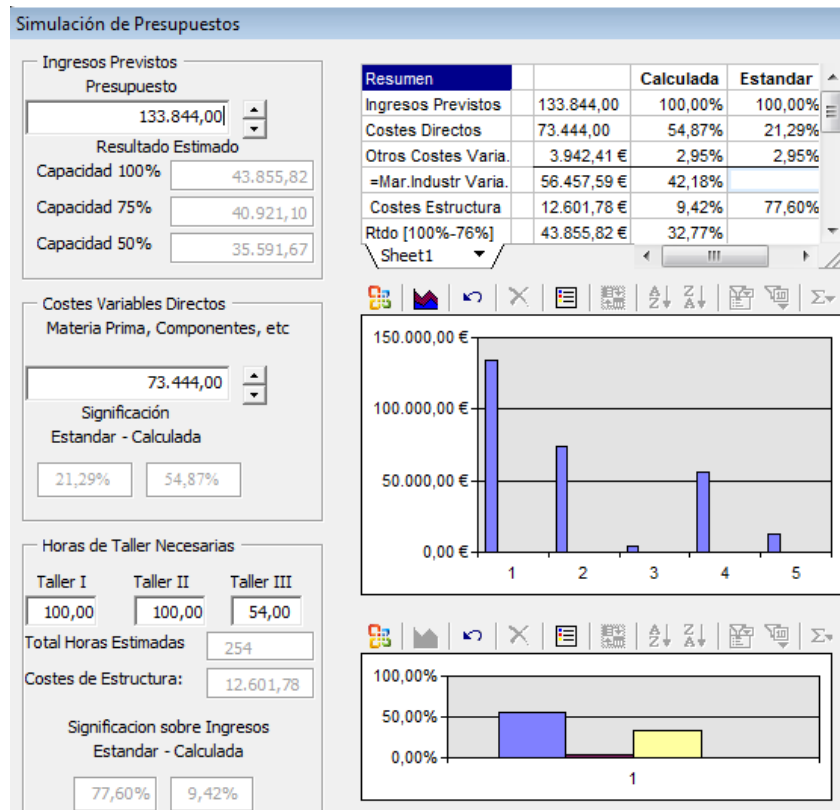 Simulación de Presupuestos
Ingresos Previstos
Presupuesto
133.844,00
Resultado Estimado
Capacidad 100% 43.855,82
Capacidad 75% 40.921,10
Capacidad 50% 35.591,67
Costes Variables Directos
Materia Prima, Componentes, etc
73.444,00
Significación
Estandar - Calculada
21,29% 54,87%
Horas de Taller Necesarias
Taller I Taller II Taller III
100,00 100,00 54,00
Total Horas Estimadas 254
Costes de Estructura: 12.601,78
Significacion sobre Ingresos
Estandar - Calculada
77,60% 9,42%
Resumen Calculada Estandar
Ingresos Previstos 133.844,00 100,00% 100,00%
Costes Directos 73.444,00 54,87% 21,29%
Otros Costes Varia. 3.942,41 € 2,95% 2,95%
=Mar.Industr Varia. 56.457,59 € 42,18%
Costes Estructura 12.601,78 € 9,42% 77,60%
Rtdo [100%-76%] 43.855,82 € 32,77%
Sheet1
150.000,00 €
100.000,00 €
50.000,00 €
0,00 €
1 2 3 4 5
100,00%
50,00%
0,00%
1